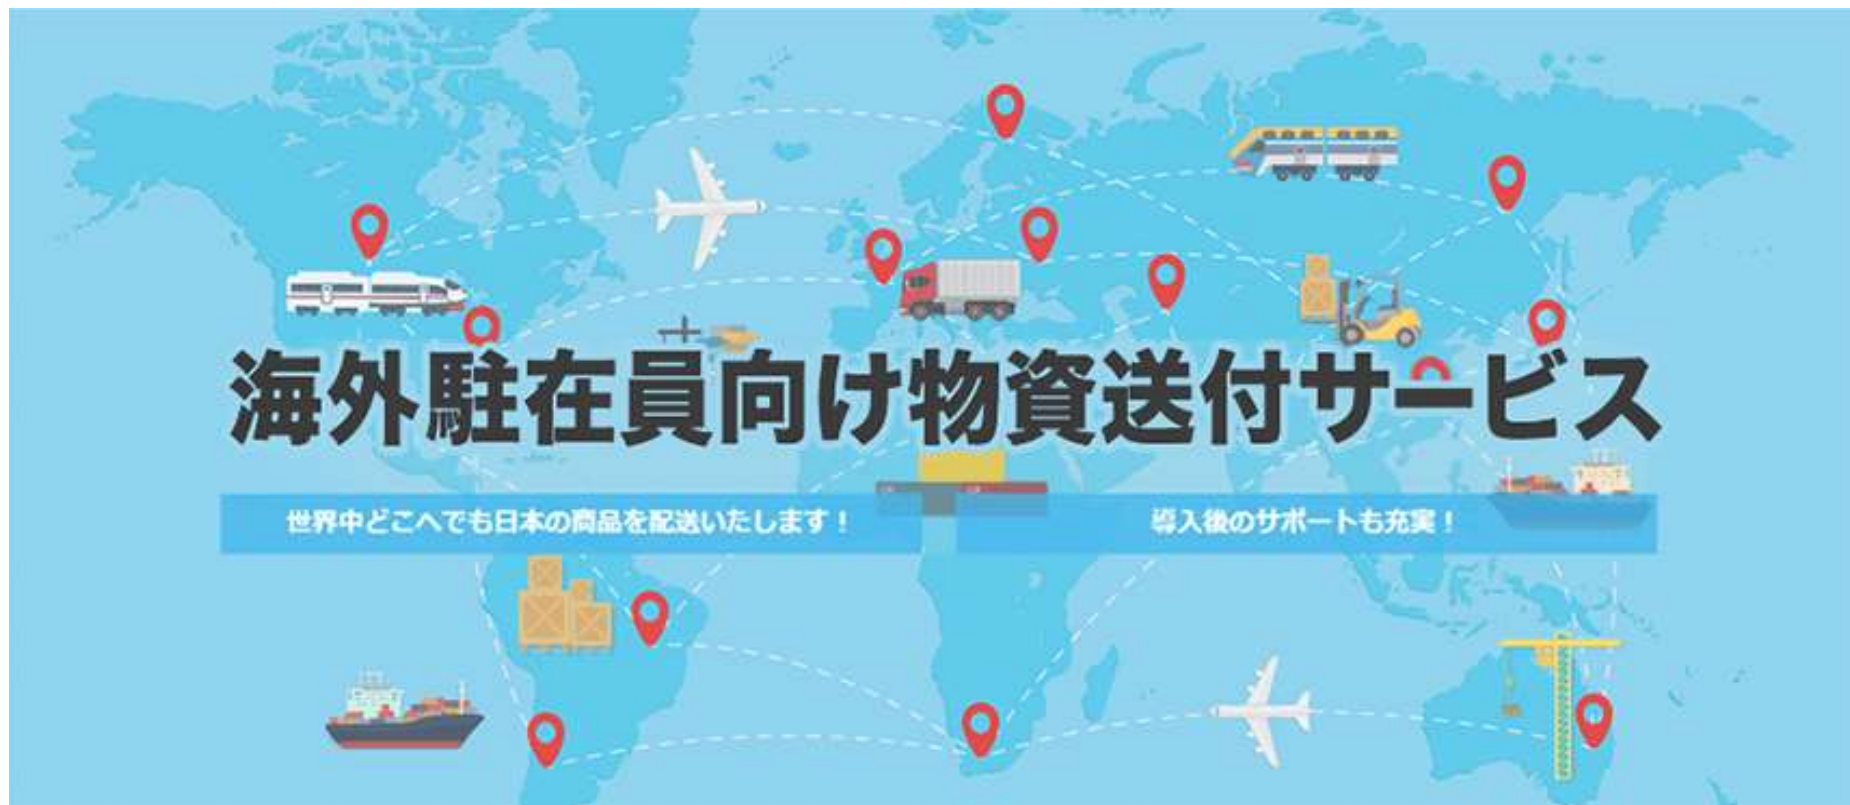 海外駐在員向け物資送付サービス
世界中どこへでも日本の商品を配送いたします！
導入後のサポートも充実！